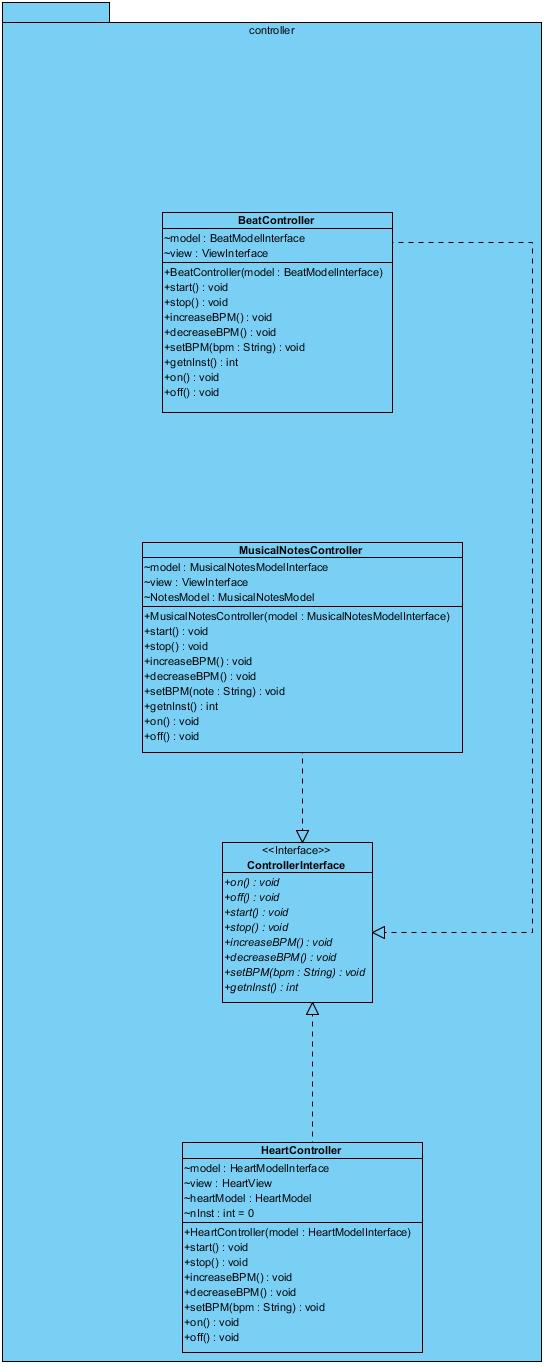 controller
BeatController
~model : BeatModelInterface
~view : ViewInterface
+BeatController(model : BeatModelInterface)
+start() : void
+stop() : void
+increaseBPM() : void
+decreaseBPM() : void
+setBPM(bpm : String) : void
+getnInst() : int
+on() : void
+off() : void
MusicalNotesController
~model : MusicalNotesModelInterface
~view : ViewInterface
~NotesModel : MusicalNotesModel
+MusicalNotesController(model : MusicalNotesModelInterface)
+start() : void
+stop() : void
+increaseBPM() : void
+decreaseBPM() : void
+setBPM(note : String) : void
+getnInst() : int
+on() : void
+off() : void
<<Interface>>
ControllerInterface
+on() : void
+off() : void
+start() : void
+stop() : void
+increaseBPM() : void
+decreaseBPM() : void
+setBPM(bpm : String) : void
+getnInst() : int
HeartController
~model : HeartModelInterface
~view : HeartView
~heartModel : HeartModel
~nInst : int = 0
+HeartController(model : HeartModelInterface)
+start() : void
+stop() : void
+increaseBPM() : void
+decreaseBPM() : void
+setBPM(bpm : String) : void
+on() : void
+off() : void